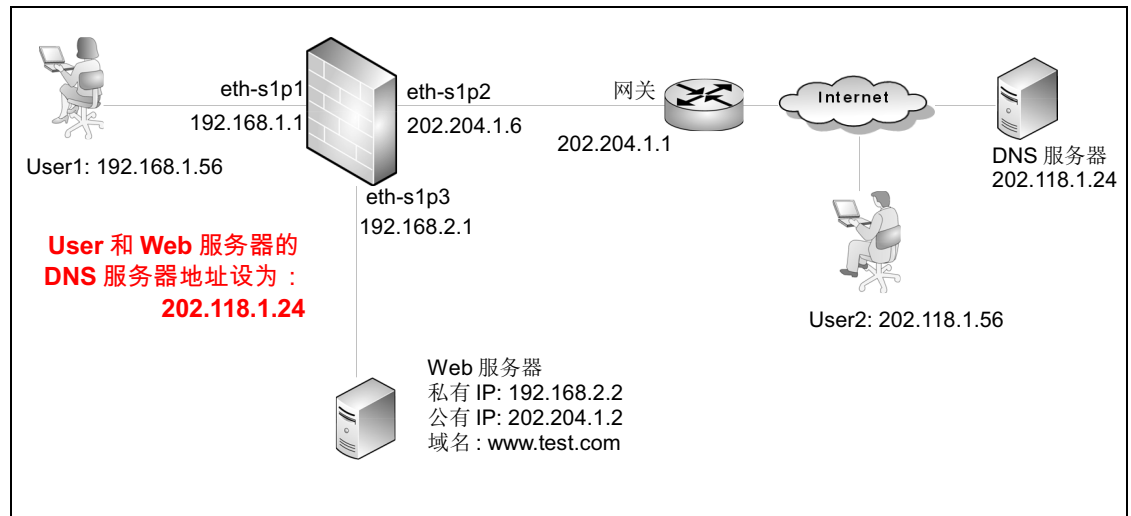 eth-s1p1
192.168.1.1
User1: 192.168.1.56
eth-s1p2
202.204.1.6
网关
202.204.1.1
Internet
DNS 服务器
202.118.1.24
eth-s1p3
192.168.2.1
User 和 Web 服务器的
DNS 服务器地址设为：
202.118.1.24
User2: 202.118.1.56
Web 服务器
私有 IP: 192.168.2.2
公有 IP: 202.204.1.2
域名 : www.test.com